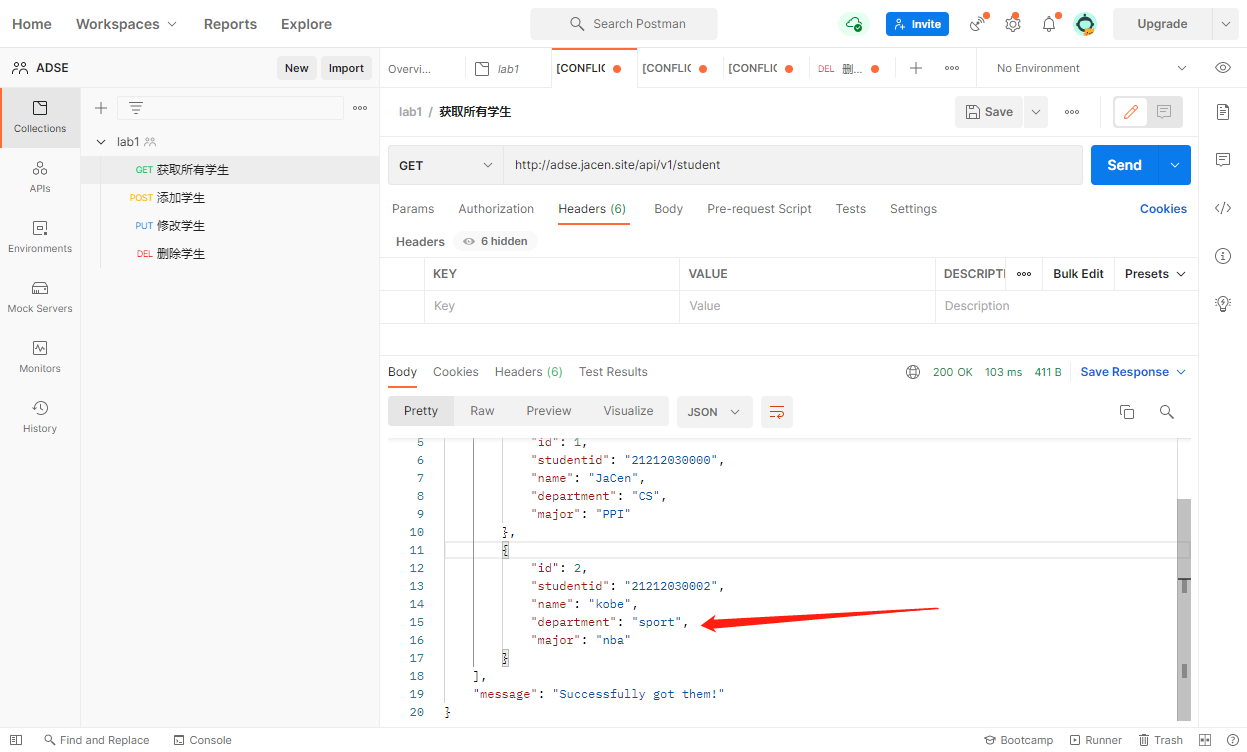 Home Workspaces Reports Explore Search Postman Invite Upgrade
ADSE New Import Overvi... lab1 [CONFLIC [CONFLIC [CONFLIC DEL 删... No Environment
lab1 / 获取所有学生 Save
Collections
APIs
Environments
Mock Servers
Monitors
History
lab1
GET 获取所有学生
POST 添加学生
PUT 修改学生
DEL 删除学生
GET http://adse.jacen.site/api/v1/student Send
Params Authorization Headers (6) Body Pre-request Script Tests Settings Cookies
Headers 6 hidden
KEY VALUE DESCRIPTI Bulk Edit Presets
Key Value Description
Body Cookies Headers (6) Test Results 200 OK 103 ms 411 B Save Response
Pretty Raw Preview Visualize JSON
5 "id": 1,
6 "studentid": "21212030000",
7 "name": "JaCen",
8 "department": "CS",
9 "major": "PPI"
10 },
11 {
12 "id": 2,
13 "studentid": "21212030002",
14 "name": "kobe",
15 "department": "sport",
16 "major": "nba"
17 }
18 ],
19 "message": "Successfully got them!"
20 }
Find and Replace Console Bootcamp Runner Trash